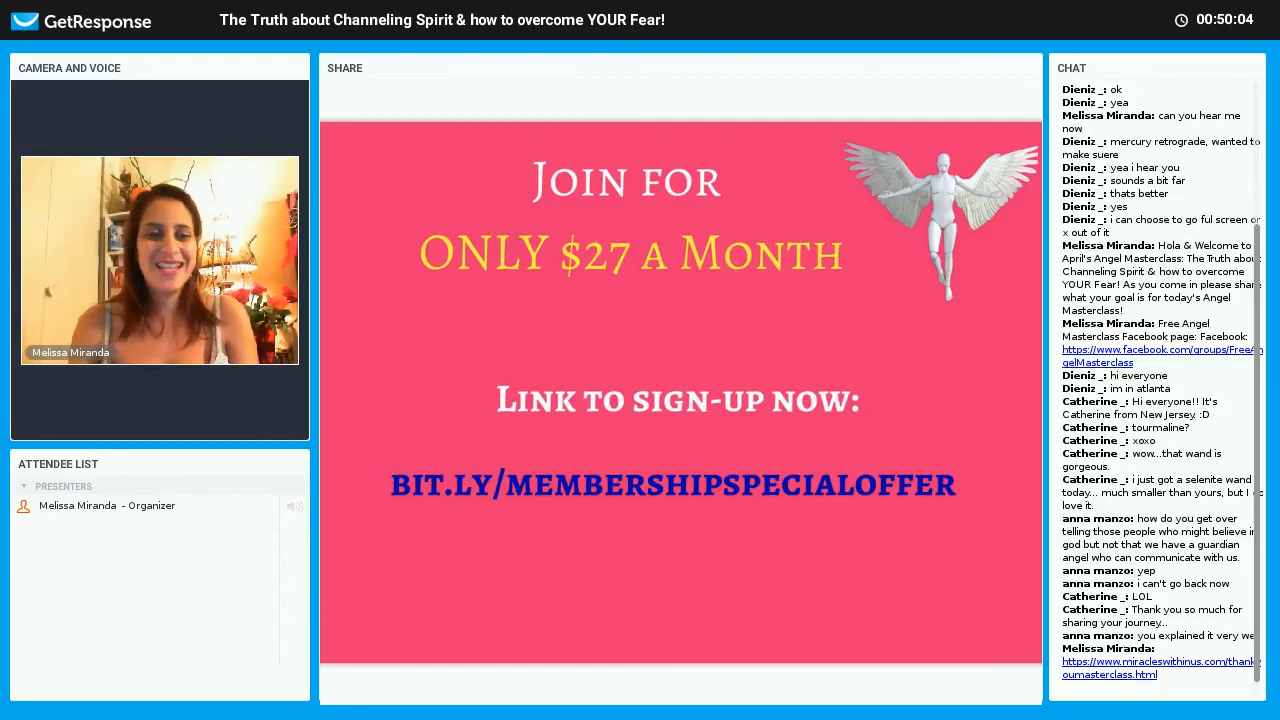 GetResponse
The Truth about Channeling Spirit & how to overcome YOUR Fear!
00:50:04
CAMERA AND VOICE
Melissa Miranda
ATTENDEE LIST
PRESENTERS
Melissa Miranda - Organizer
SHARE
JOIN FOR
ONLY $27 A MONTH
LINK TO SIGN-UP NOW:
BIT.LY/MEMBERSHIPSPECIALOFFER
CHAT
Dieniz _: ok
Dieniz _: yea
Melissa Miranda: can you hear me
now
Dieniz _: mercury retrograde, wanted to
make suere
Dieniz _: yea i hear you
Dieniz _: sounds a bit far
Dieniz _: thats better
Dieniz _: yes
Dieniz _: i can choose to go ful screen or
x out of it
Melissa Miranda: Hola & Welcome to
April's Angel Masterclass: The Truth about
Channeling Spirit & how to overcome
YOUR Fear! As you come in please share
what your goal is for today's Angel
Masterclass!
Melissa Miranda: Free Angel
Masterclass Facebook page: Facebook:
https://www.facebook.com/groups/FreeAn
gelMasterclass
Dieniz _: hi everyone
Dieniz _: im in atlanta
Catherine _: Hi everyone!! It's
Catherine from New Jersey. :D
Catherine _: tourmaline?
Catherine _: xoxo
Catherine _: wow...that wand is
gorgeous.
Catherine _: i just got a selenite wand
today... much smaller than yours, but I
love it.
anna manzo: how do you get over
telling those people who might believe in
god but not that we have a guardian
angel who can communicate with us.
anna manzo: yep
anna manzo: i can't go back now
Catherine _: LOL
Catherine _: Thank you so much for
sharing your journey...
anna manzo: you explained it very we
Melissa Miranda:
https://www.miracleswithinus.com/thanky
oumasterclass.html